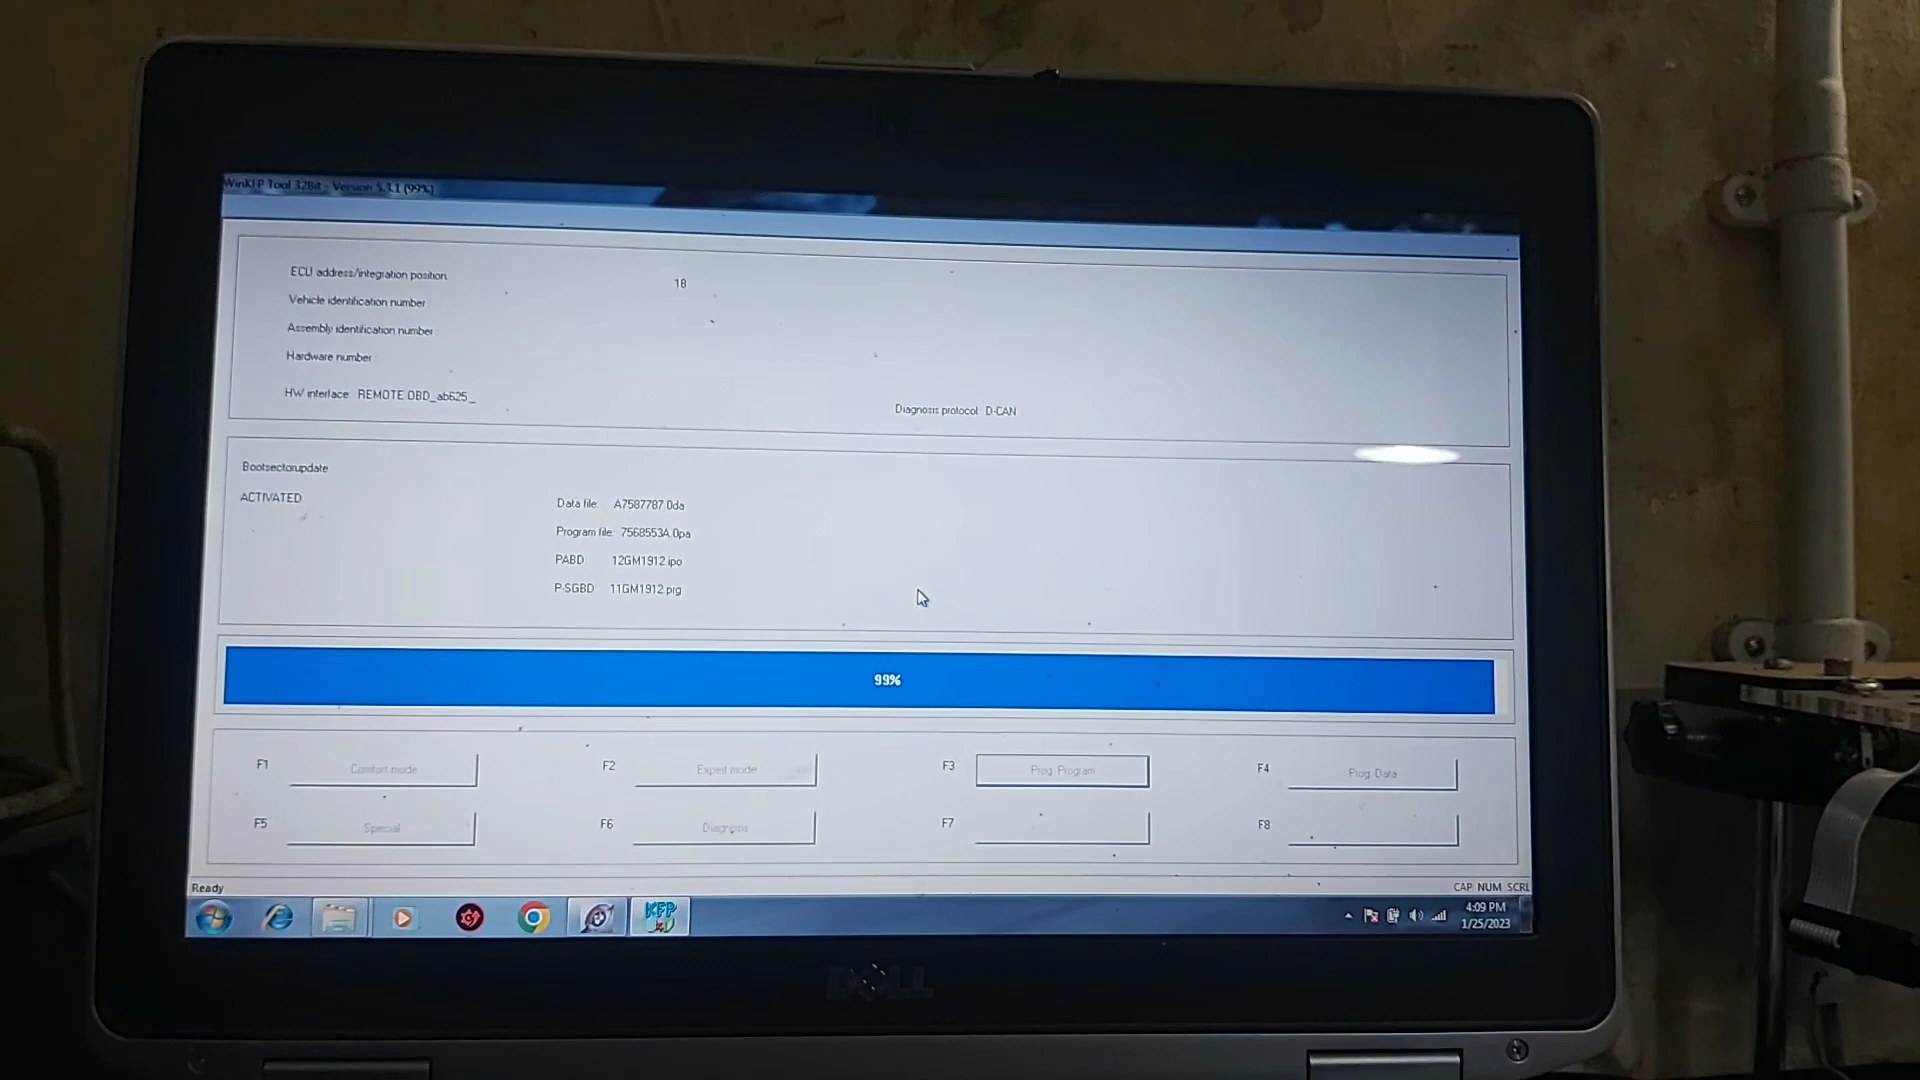 WinKFP Tool 32Bit - Version 5.3.1 (99%)
ECU address/integration position 18
Vehicle identification number :
Assembly identification number :
Hardware number :
HW interface: REMOTE OBD_ab625_
Diagnosis protocol: D-CAN
Bootsectorupdate
ACTIVATED
Data file: A7587787.0da
Program file: 7568553A.0pa
PABD 12GM1912.ipo
P-SGBD 11GM1912.prg
99%
F1 Comfort mode F2 Expert mode F3 Prog. Program F4 Prog. Data
F5 Special F6 Diagnosis F7 F8
Ready CAP NUM SCRL
KFP
4:09 PM
1/25/2023
DELL